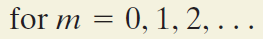 for m = 0, 1, 2, . . .